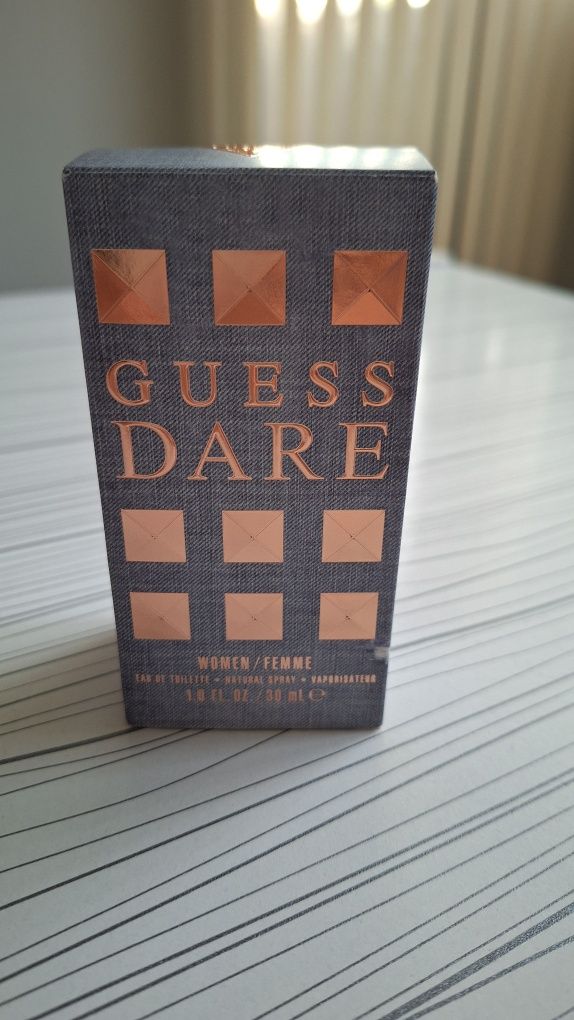 GUESS
DARE
WOMEN/FEMME
EAU DE TOILETTE • NATURAL SPRAY • VAPORISATEUR
1.0 FL. OZ. / 30 mL ℮